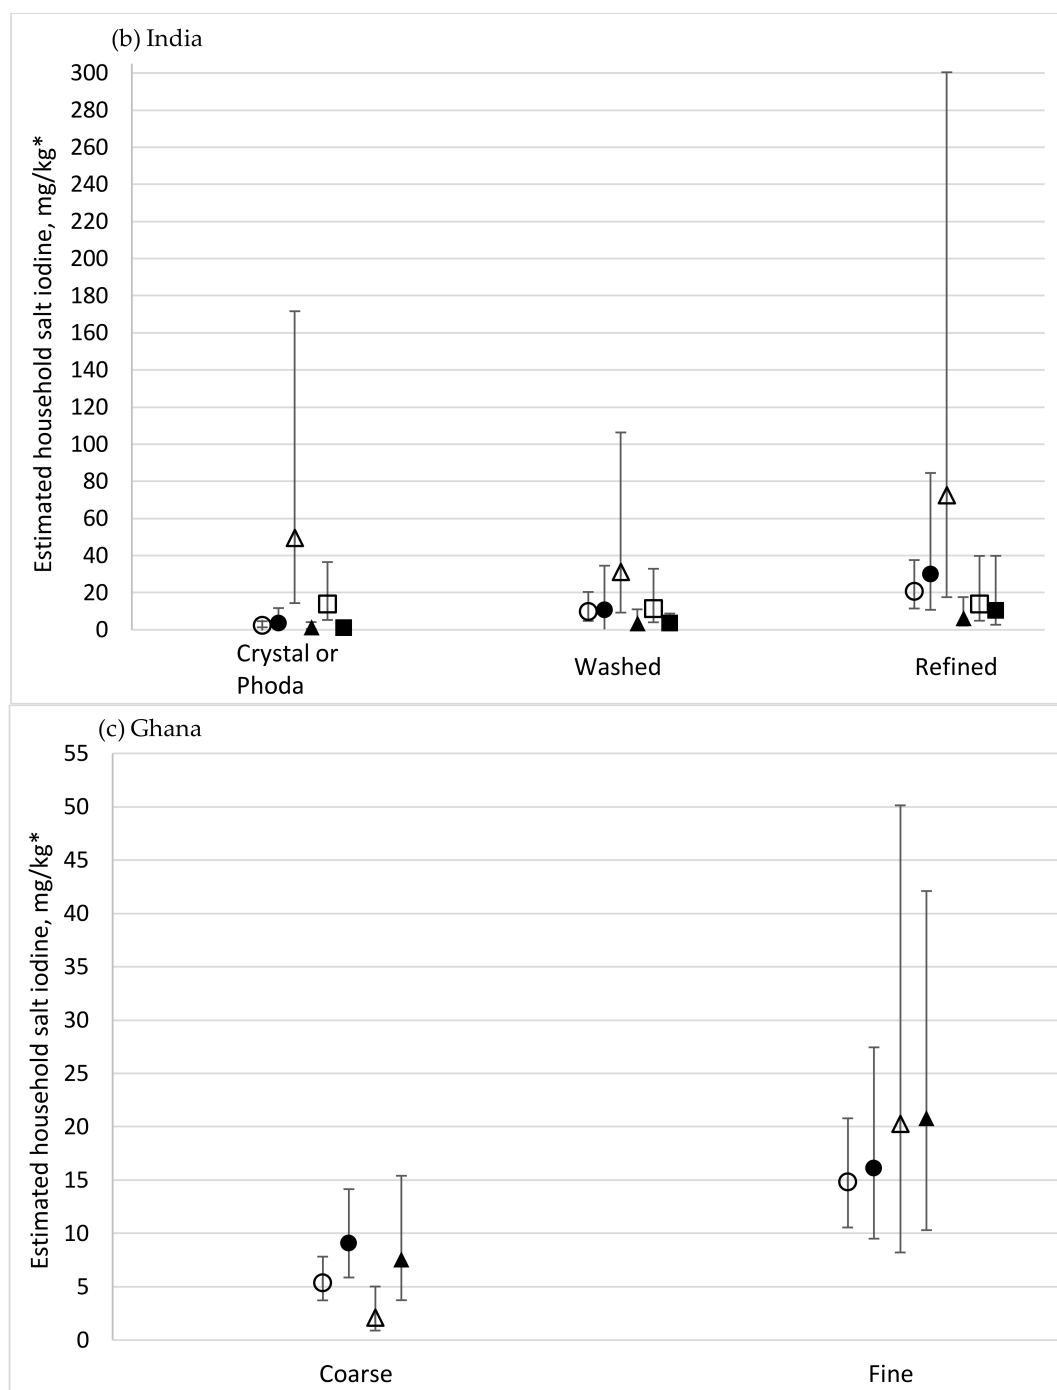 (b) India
Estimated household salt iodine, mg/kg*
300
280
260
240
220
200
180
160
140
120
100
80
60
40
20
0
Crystal or
Phoda
Washed
Refined
(c) Ghana
Estimated household salt iodine, mg/kg*
55
50
45
40
35
30
25
20
15
10
5
0
Coarse
Fine